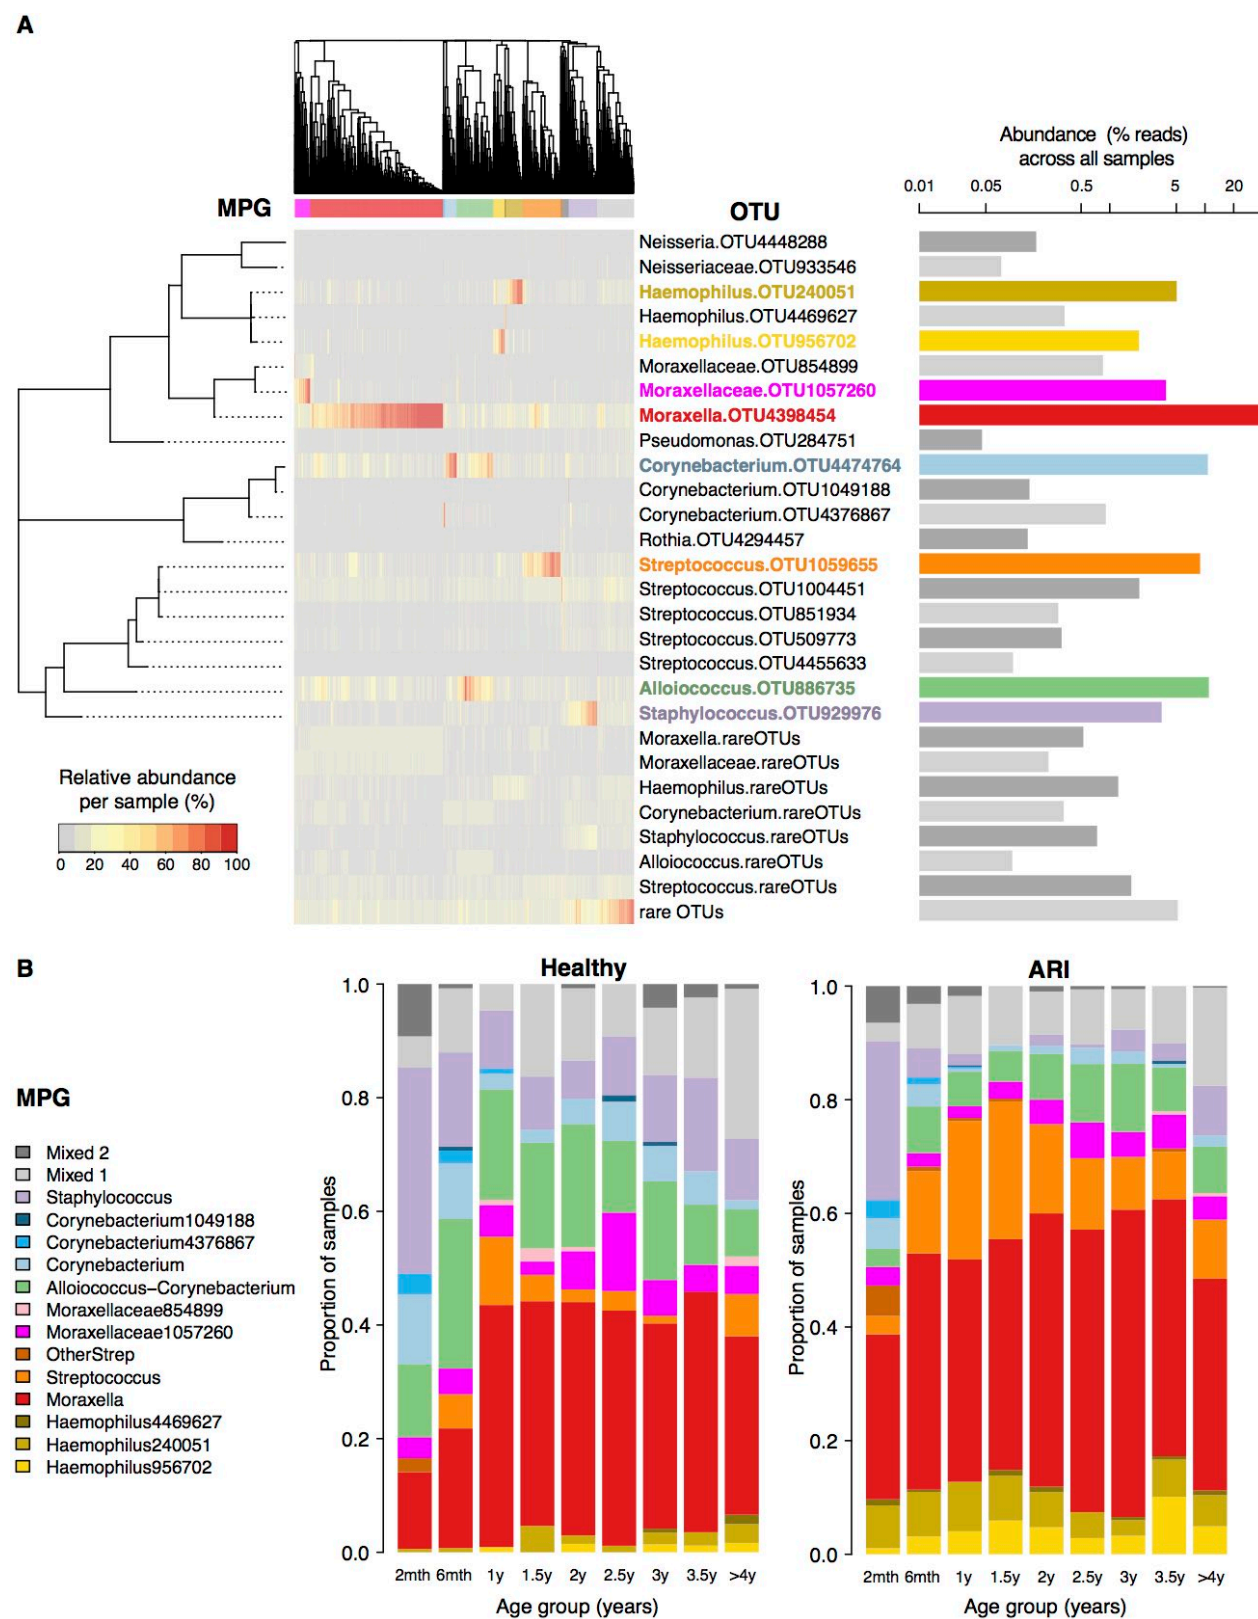 A
Abundance (% reads)
across all samples
0.01 0.05 0.5 5 20
MPG
OTU
Neisseria.OTU4448288
Neisseriaceae.OTU933546
Haemophilus.OTU240051
Haemophilus.OTU4469627
Haemophilus.OTU956702
Moraxellaceae.OTU854899
Moraxellaceae.OTU1057260
Moraxella.OTU4398454
Pseudomonas.OTU284751
Corynebacterium.OTU4474764
Corynebacterium.OTU1049188
Corynebacterium.OTU4376867
Rothia.OTU4294457
Streptococcus.OTU1059655
Streptococcus.OTU1004451
Streptococcus.OTU851934
Streptococcus.OTU509773
Streptococcus.OTU4455633
Alloiococcus.OTU886735
Staphylococcus.OTU929976
Moraxella.rareOTUs
Moraxellaceae.rareOTUs
Haemophilus.rareOTUs
Corynebacterium.rareOTUs
Staphylococcus.rareOTUs
Alloiococcus.rareOTUs
Streptococcus.rareOTUs
rare OTUs
Relative abundance
per sample (%)
0 20 40 60 80 100
B
MPG
Mixed 2
Mixed 1
Staphylococcus
Corynebacterium1049188
Corynebacterium4376867
Corynebacterium
Alloiococcus−Corynebacterium
Moraxellaceae854899
Moraxellaceae1057260
OtherStrep
Streptococcus
Moraxella
Haemophilus4469627
Haemophilus240051
Haemophilus956702
Healthy
Proportion of samples
1.0
0.8
0.6
0.4
0.2
0.0
2mth 6mth 1y 1.5y 2y 2.5y 3y 3.5y >4y
Age group (years)
ARI
Proportion of samples
1.0
0.8
0.6
0.4
0.2
0.0
2mth 6mth 1y 1.5y 2y 2.5y 3y 3.5y >4y
Age group (years)